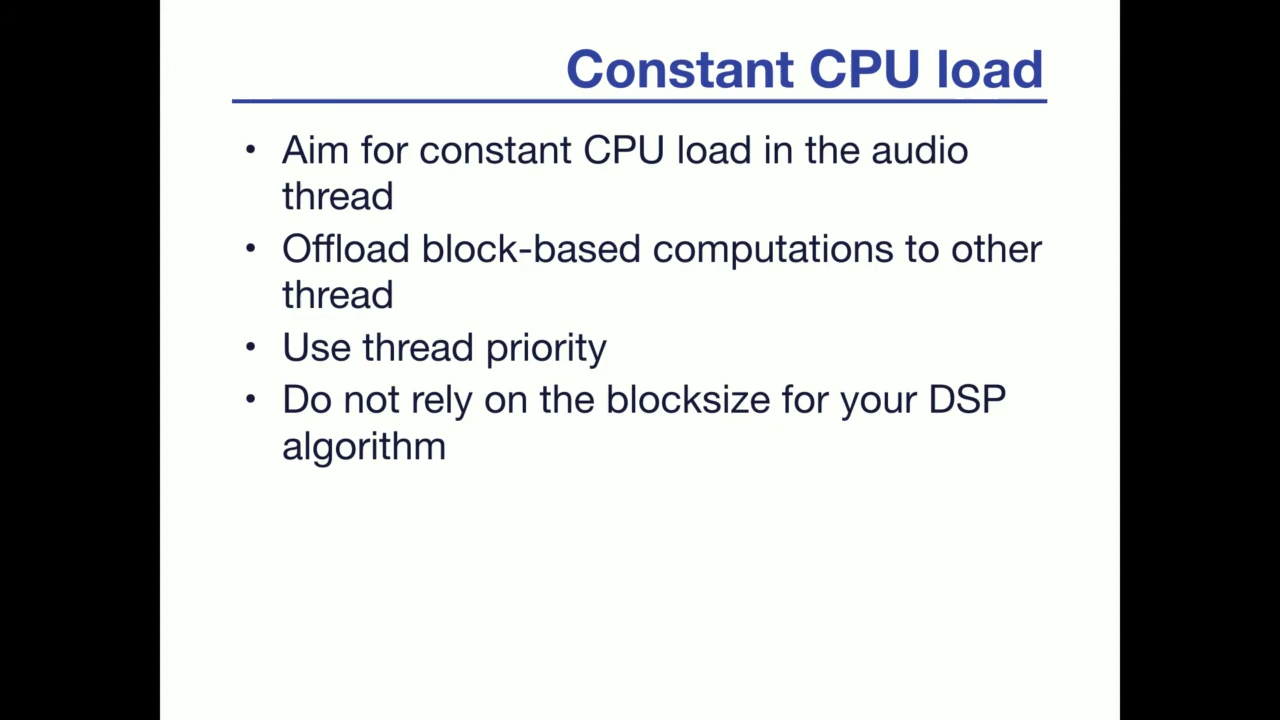 Constant CPU load
• Aim for constant CPU load in the audio
thread
• Offload block-based computations to other
thread
• Use thread priority
• Do not rely on the blocksize for your DSP
algorithm